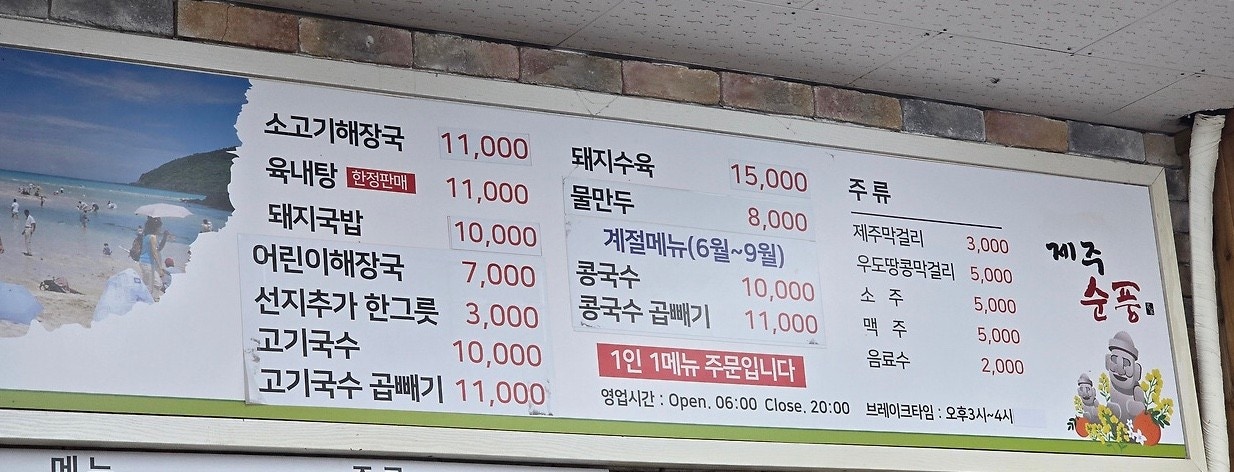 소고기해장국 11,000
육내탕 한정판매 11,000
돼지국밥 10,000
어린이해장국 7,000
선지추가 한그릇 3,000
고기국수 10,000
고기국수 곱빼기 11,000
돼지수육 15,000
물만두 8,000
계절메뉴(6월~9월)
콩국수 10,000
콩국수 곱빼기 11,000
1인 1메뉴 주문입니다
영업시간 : Open. 06:00 Close. 20:00 브레이크타임 : 오후3시~4시
주 류
제주막걸리 3,000
우도땅콩막걸리 5,000
소 주 5,000
맥 주 5,000
음료수 2,000
제주
순풍
메뉴